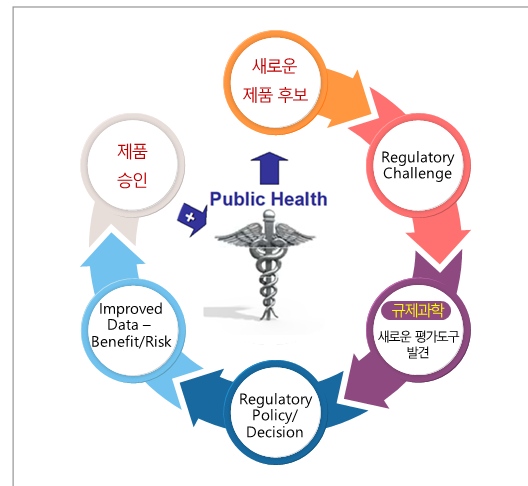 새로운
제품 후보
Regulatory
Challenge
규제과학
새로운 평가도구
발견
Regulatory
Policy/
Decision
Improved
Data –
Benefit/Risk
제품
승인
Public Health